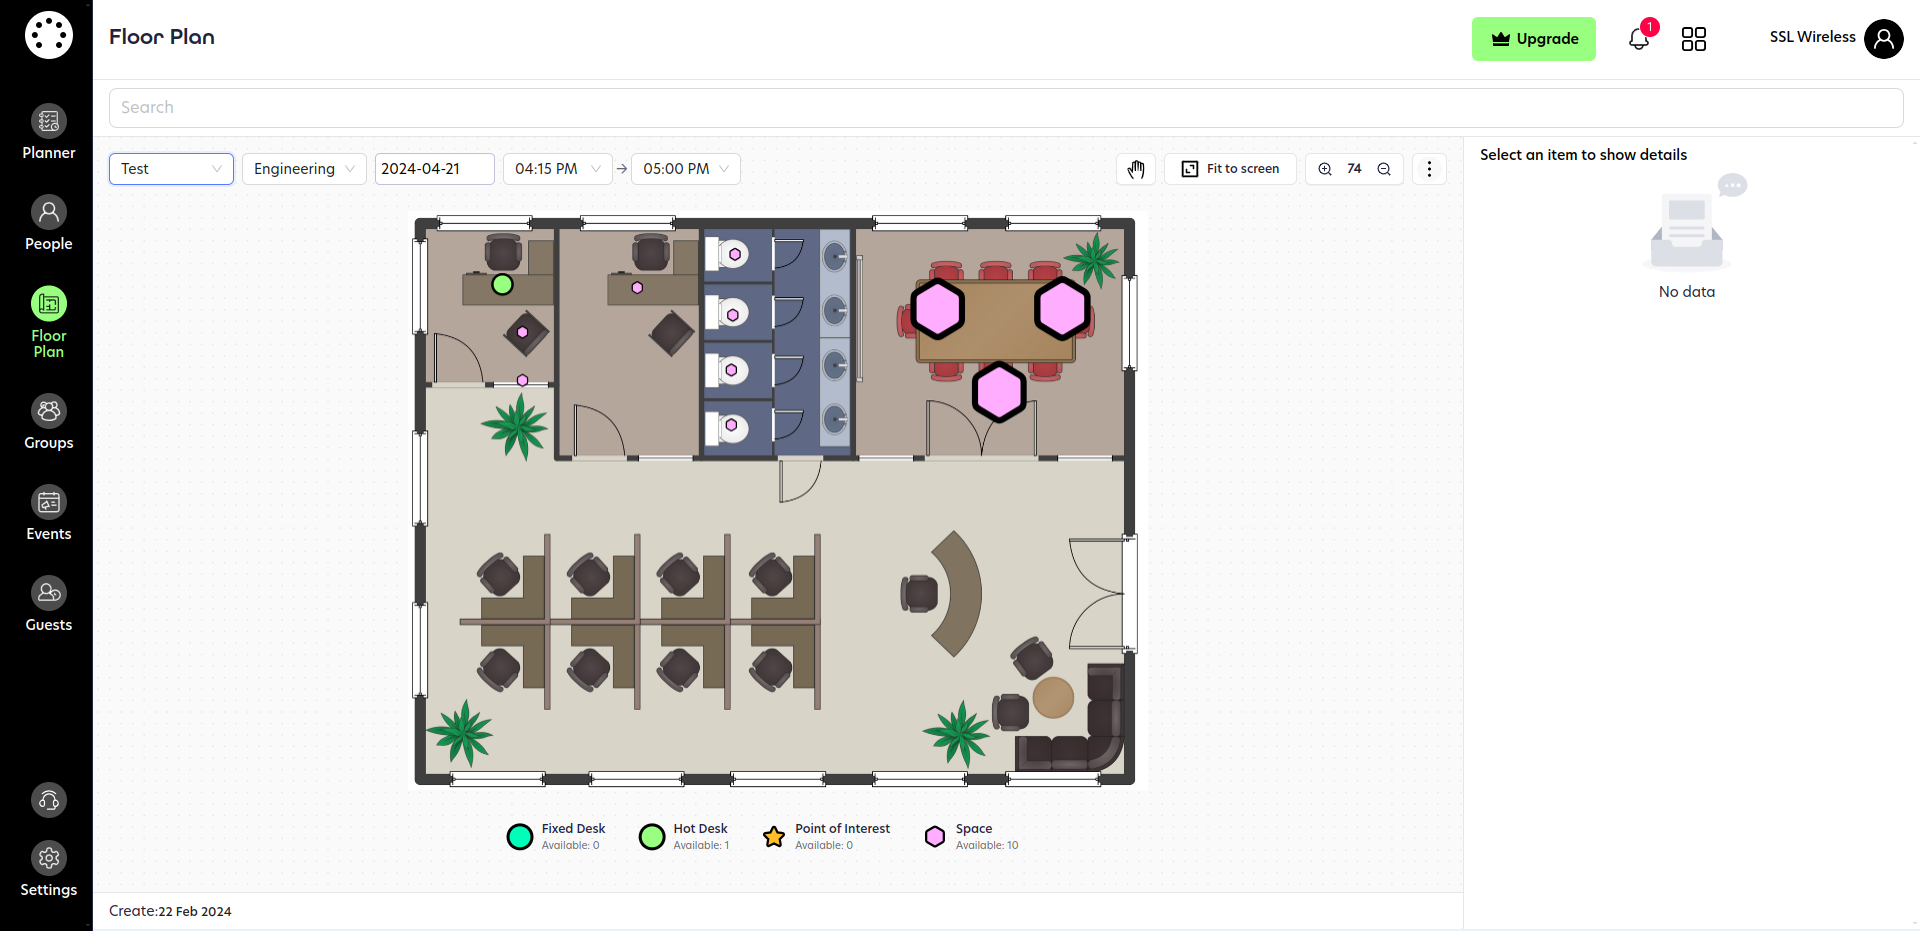 Floor Plan
Upgrade
1
SSL Wireless
Search
Planner
People
Floor
Plan
Groups
Events
Guests
Settings
Test
Engineering
2024-04-21
04:15 PM
05:00 PM
Fit to screen
74
Select an item to show details
No data
Fixed Desk
Available: 0
Hot Desk
Available: 1
Point of Interest
Available: 0
Space
Available: 10
Create:22 Feb 2024